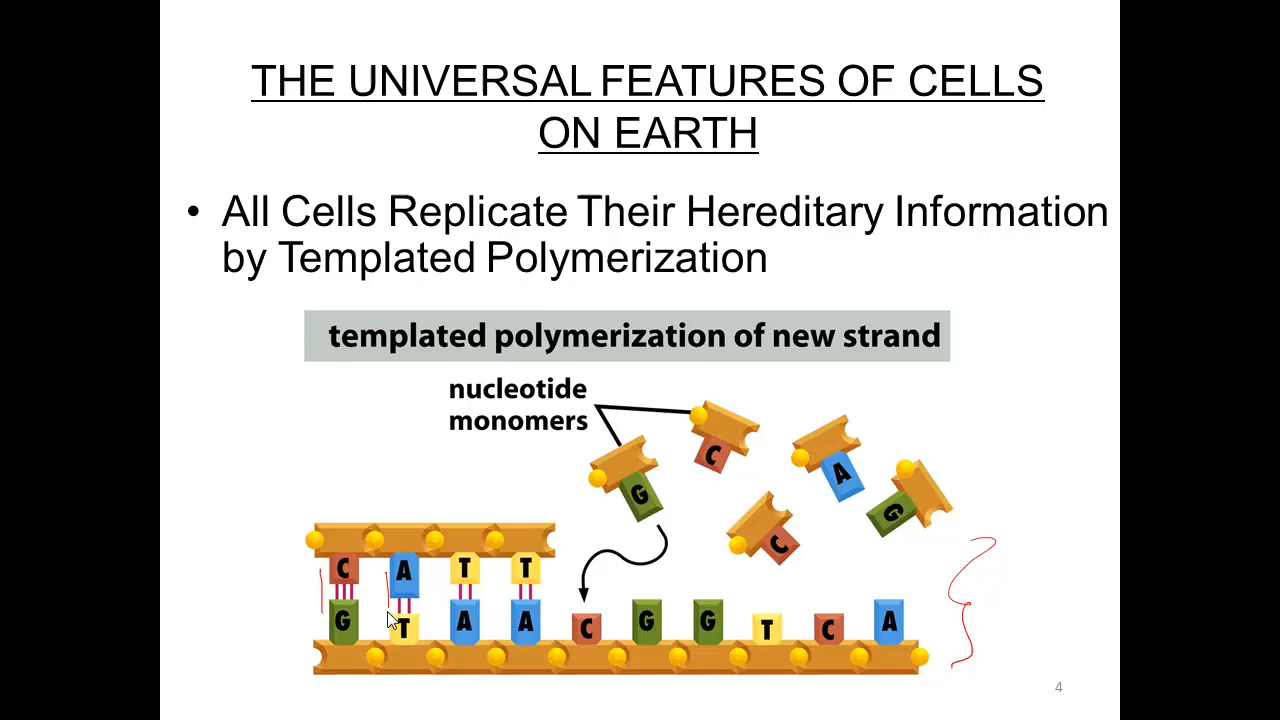 THE UNIVERSAL FEATURES OF CELLS
ON EARTH
• All Cells Replicate Their Hereditary Information
by Templated Polymerization
templated polymerization of new strand
nucleotide
monomers
C
A
G
G
C
C A T T
G T A A C G G T C A
4